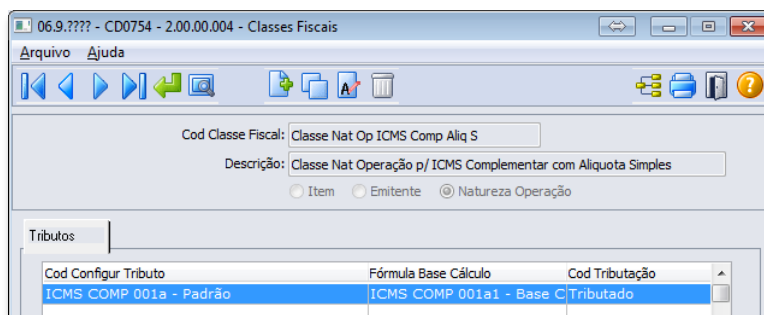 06.9.???? - CD0754 - 2.00.00.004 - Classes Fiscais
Arquivo Ajuda
Cod Classe Fiscal: Classe Nat Op ICMS Comp Aliq S
Descrição: Classe Nat Operação p/ ICMS Complementar com Aliquota Simples
Item Emitente Natureza Operação
Tributos
Cod Configur Tributo Fórmula Base Cálculo Cod Tributação
ICMS COMP 001a - Padrão ICMS COMP 001a1 - Base C Tributado